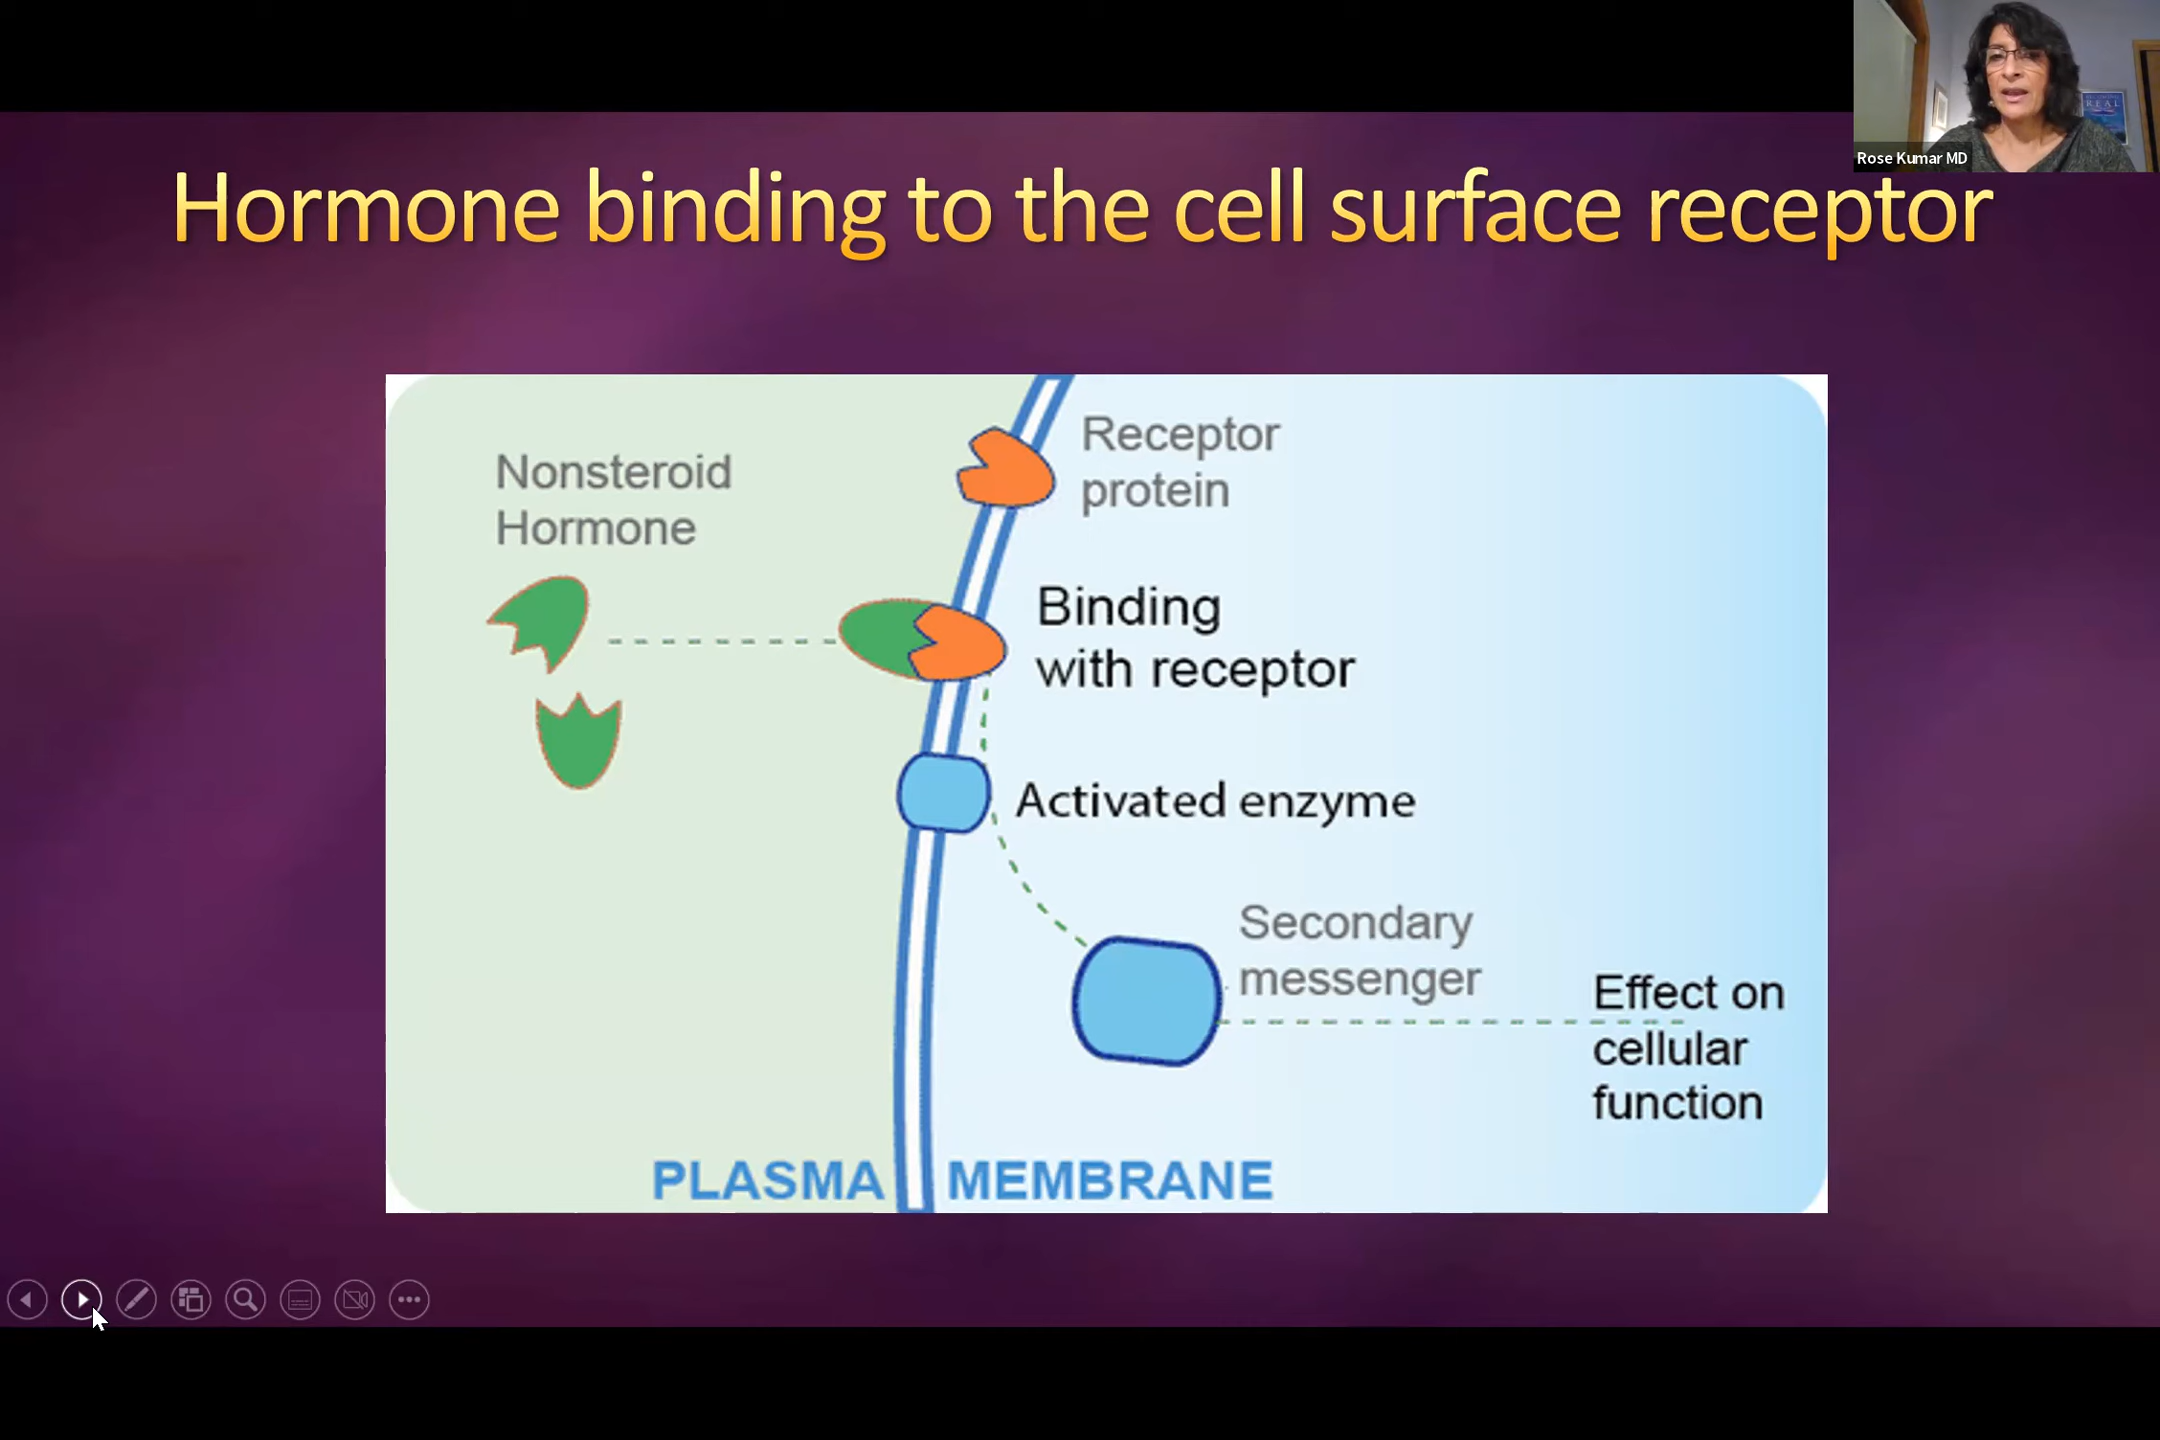 REAL
Rose Kumar MD
Hormone binding to the cell surface receptor
Nonsteroid
Hormone
Receptor
protein
Binding
with receptor
Activated enzyme
Secondary
messenger
Effect on
cellular
function
PLASMA MEMBRANE